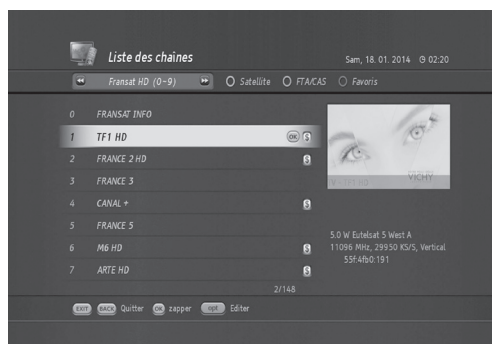 Liste des chaînes
Sam, 18. 01. 2014 02:20
Fransat HD (0-9) Satellite FTA/CAS Favoris
0 FRANSAT INFO
1 TF1 HD OK $
2 FRANCE 2 HD $
3 FRANCE 3
4 CANAL + $
5 FRANCE 5
6 M6 HD $
7 ARTE HD $
2/148
VICHY
5.0 W Eutelsat 5 West A
11096 MHz, 29950 KS/S, Vertical
55f:4fb0:191
EXIT BACK Quitter OK zapper opt Editer